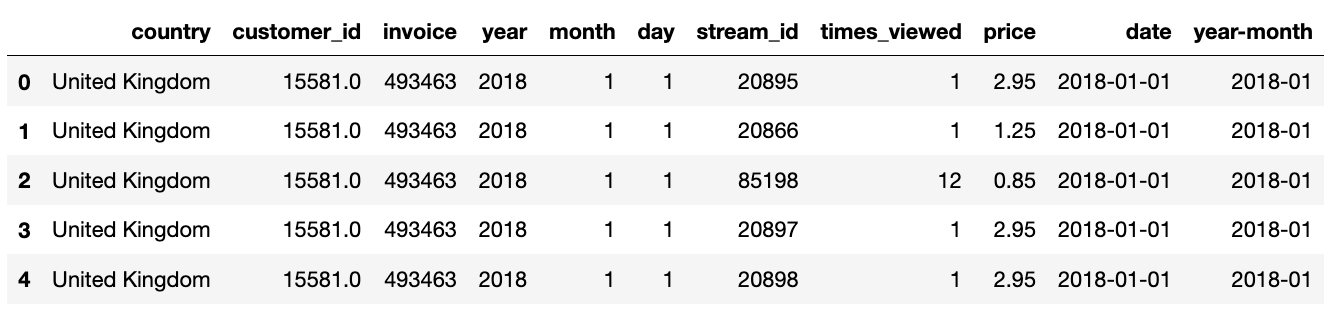 country customer_id invoice year month day stream_id times_viewed price date year-month
0 United Kingdom 15581.0 493463 2018 1 1 20895 1 2.95 2018-01-01 2018-01
1 United Kingdom 15581.0 493463 2018 1 1 20866 1 1.25 2018-01-01 2018-01
2 United Kingdom 15581.0 493463 2018 1 1 85198 12 0.85 2018-01-01 2018-01
3 United Kingdom 15581.0 493463 2018 1 1 20897 1 2.95 2018-01-01 2018-01
4 United Kingdom 15581.0 493463 2018 1 1 20898 1 2.95 2018-01-01 2018-01